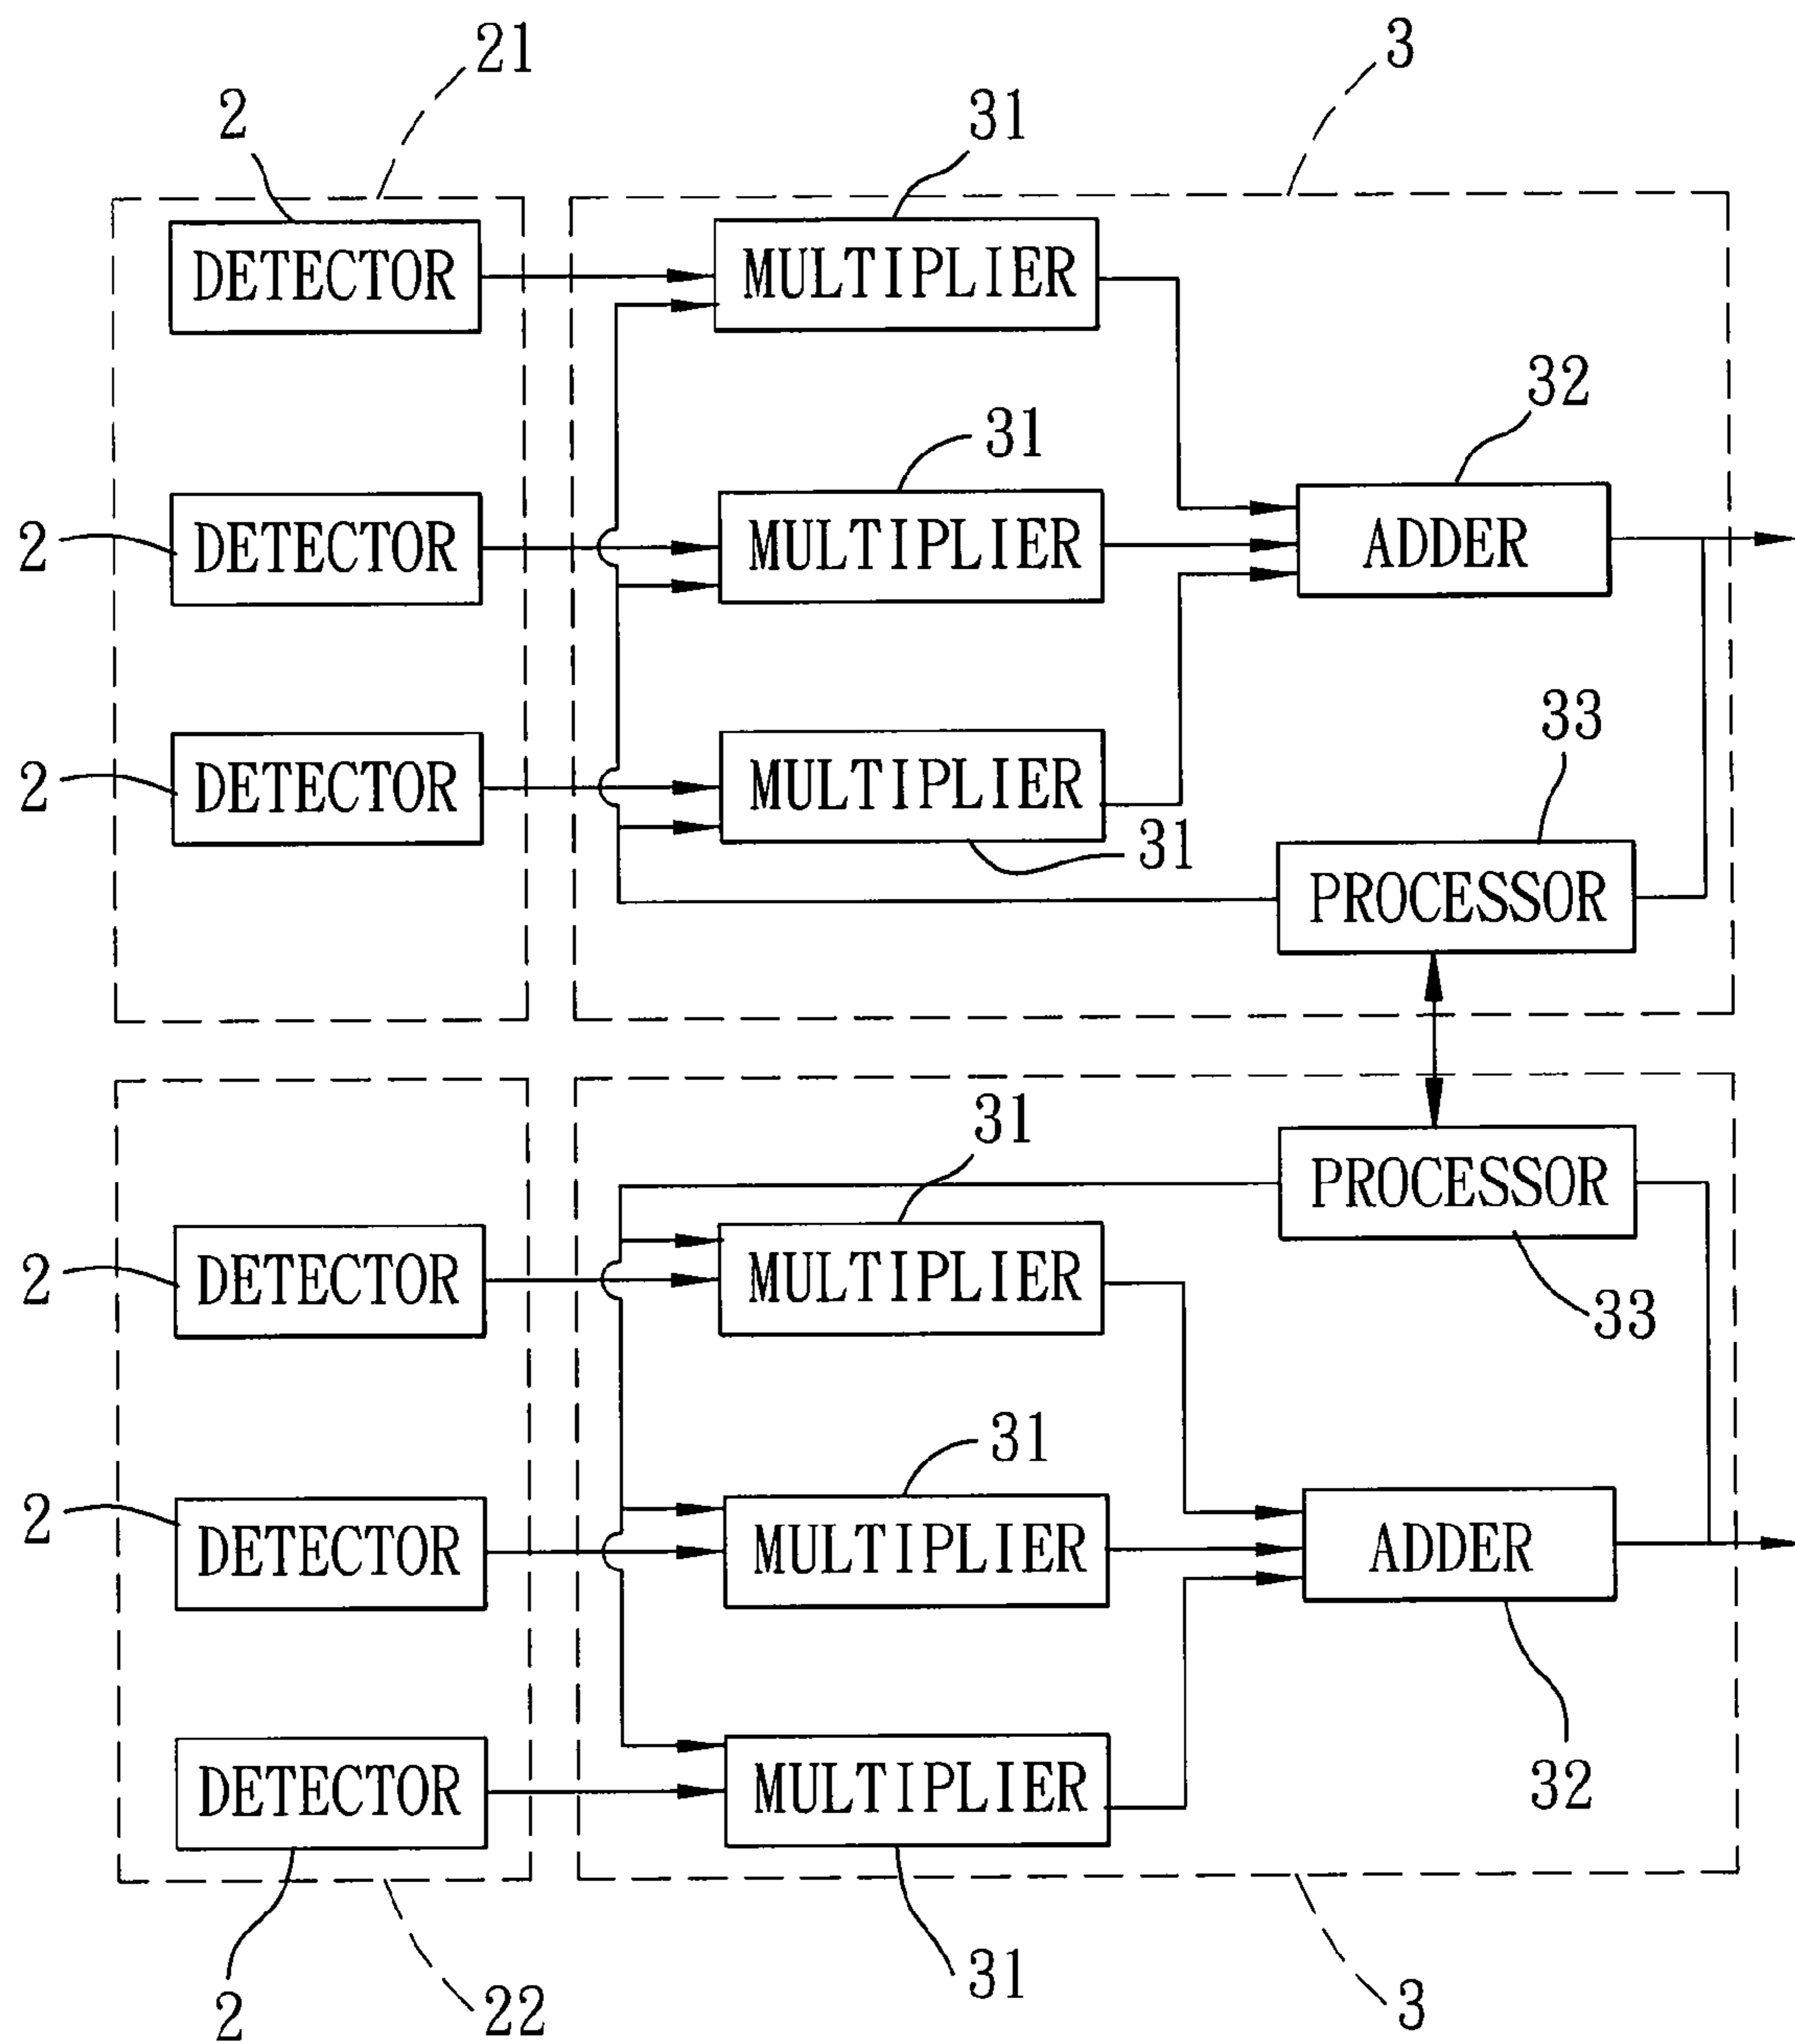 21
3
2
31
DETECTOR
MULTIPLIER
32
31
2
DETECTOR
MULTIPLIER
ADDER
33
2
DETECTOR
MULTIPLIER
31
PROCESSOR
31
PROCESSOR
2
DETECTOR
MULTIPLIER
33
31
2
DETECTOR
MULTIPLIER
ADDER
DETECTOR
MULTIPLIER
32
2
22
31
3